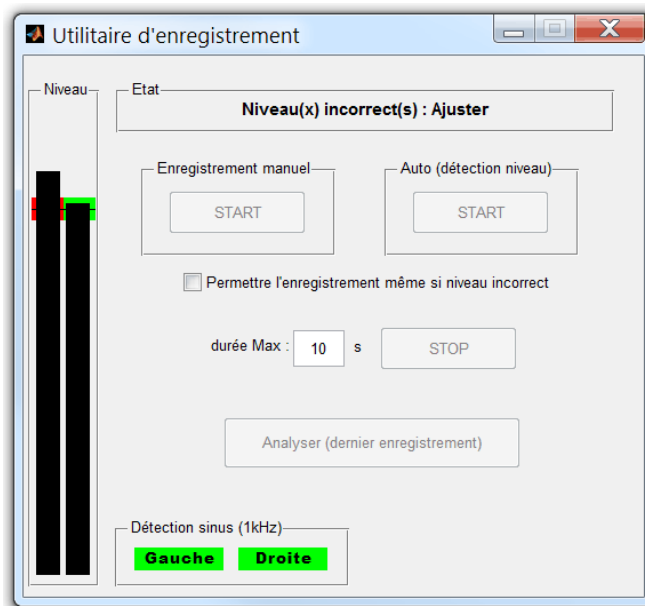 Utilitaire d'enregistrement
Niveau
Etat
Niveau(x) incorrect(s) : Ajuster
Enregistrement manuel
START
Auto (détection niveau)
START
Permettre l'enregistrement même si niveau incorrect
durée Max : 10 s STOP
Analyser (dernier enregistrement)
Détection sinus (1kHz)
Gauche Droite